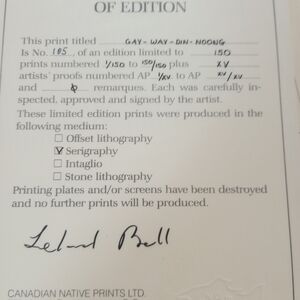 OF EDITION
This print titled GAY-WAY-DIN-NOONG
Is No. 105, of an edition limited to 150
prints numbered 1/150 to 150/150 plus XV
artists' proofs numbered AP 1/XV to AP XV/XV
and remarques. Each was carefully in-
spected, approved and signed by the artist.
These limited edition prints were produced in the
following medium:
Offset lithography
Serigraphy
Intaglio
Stone lithography
Printing plates and/or screens have been destroyed
and no further prints will be produced.
Leland Bell
CANADIAN NATIVE PRINTS LTD.